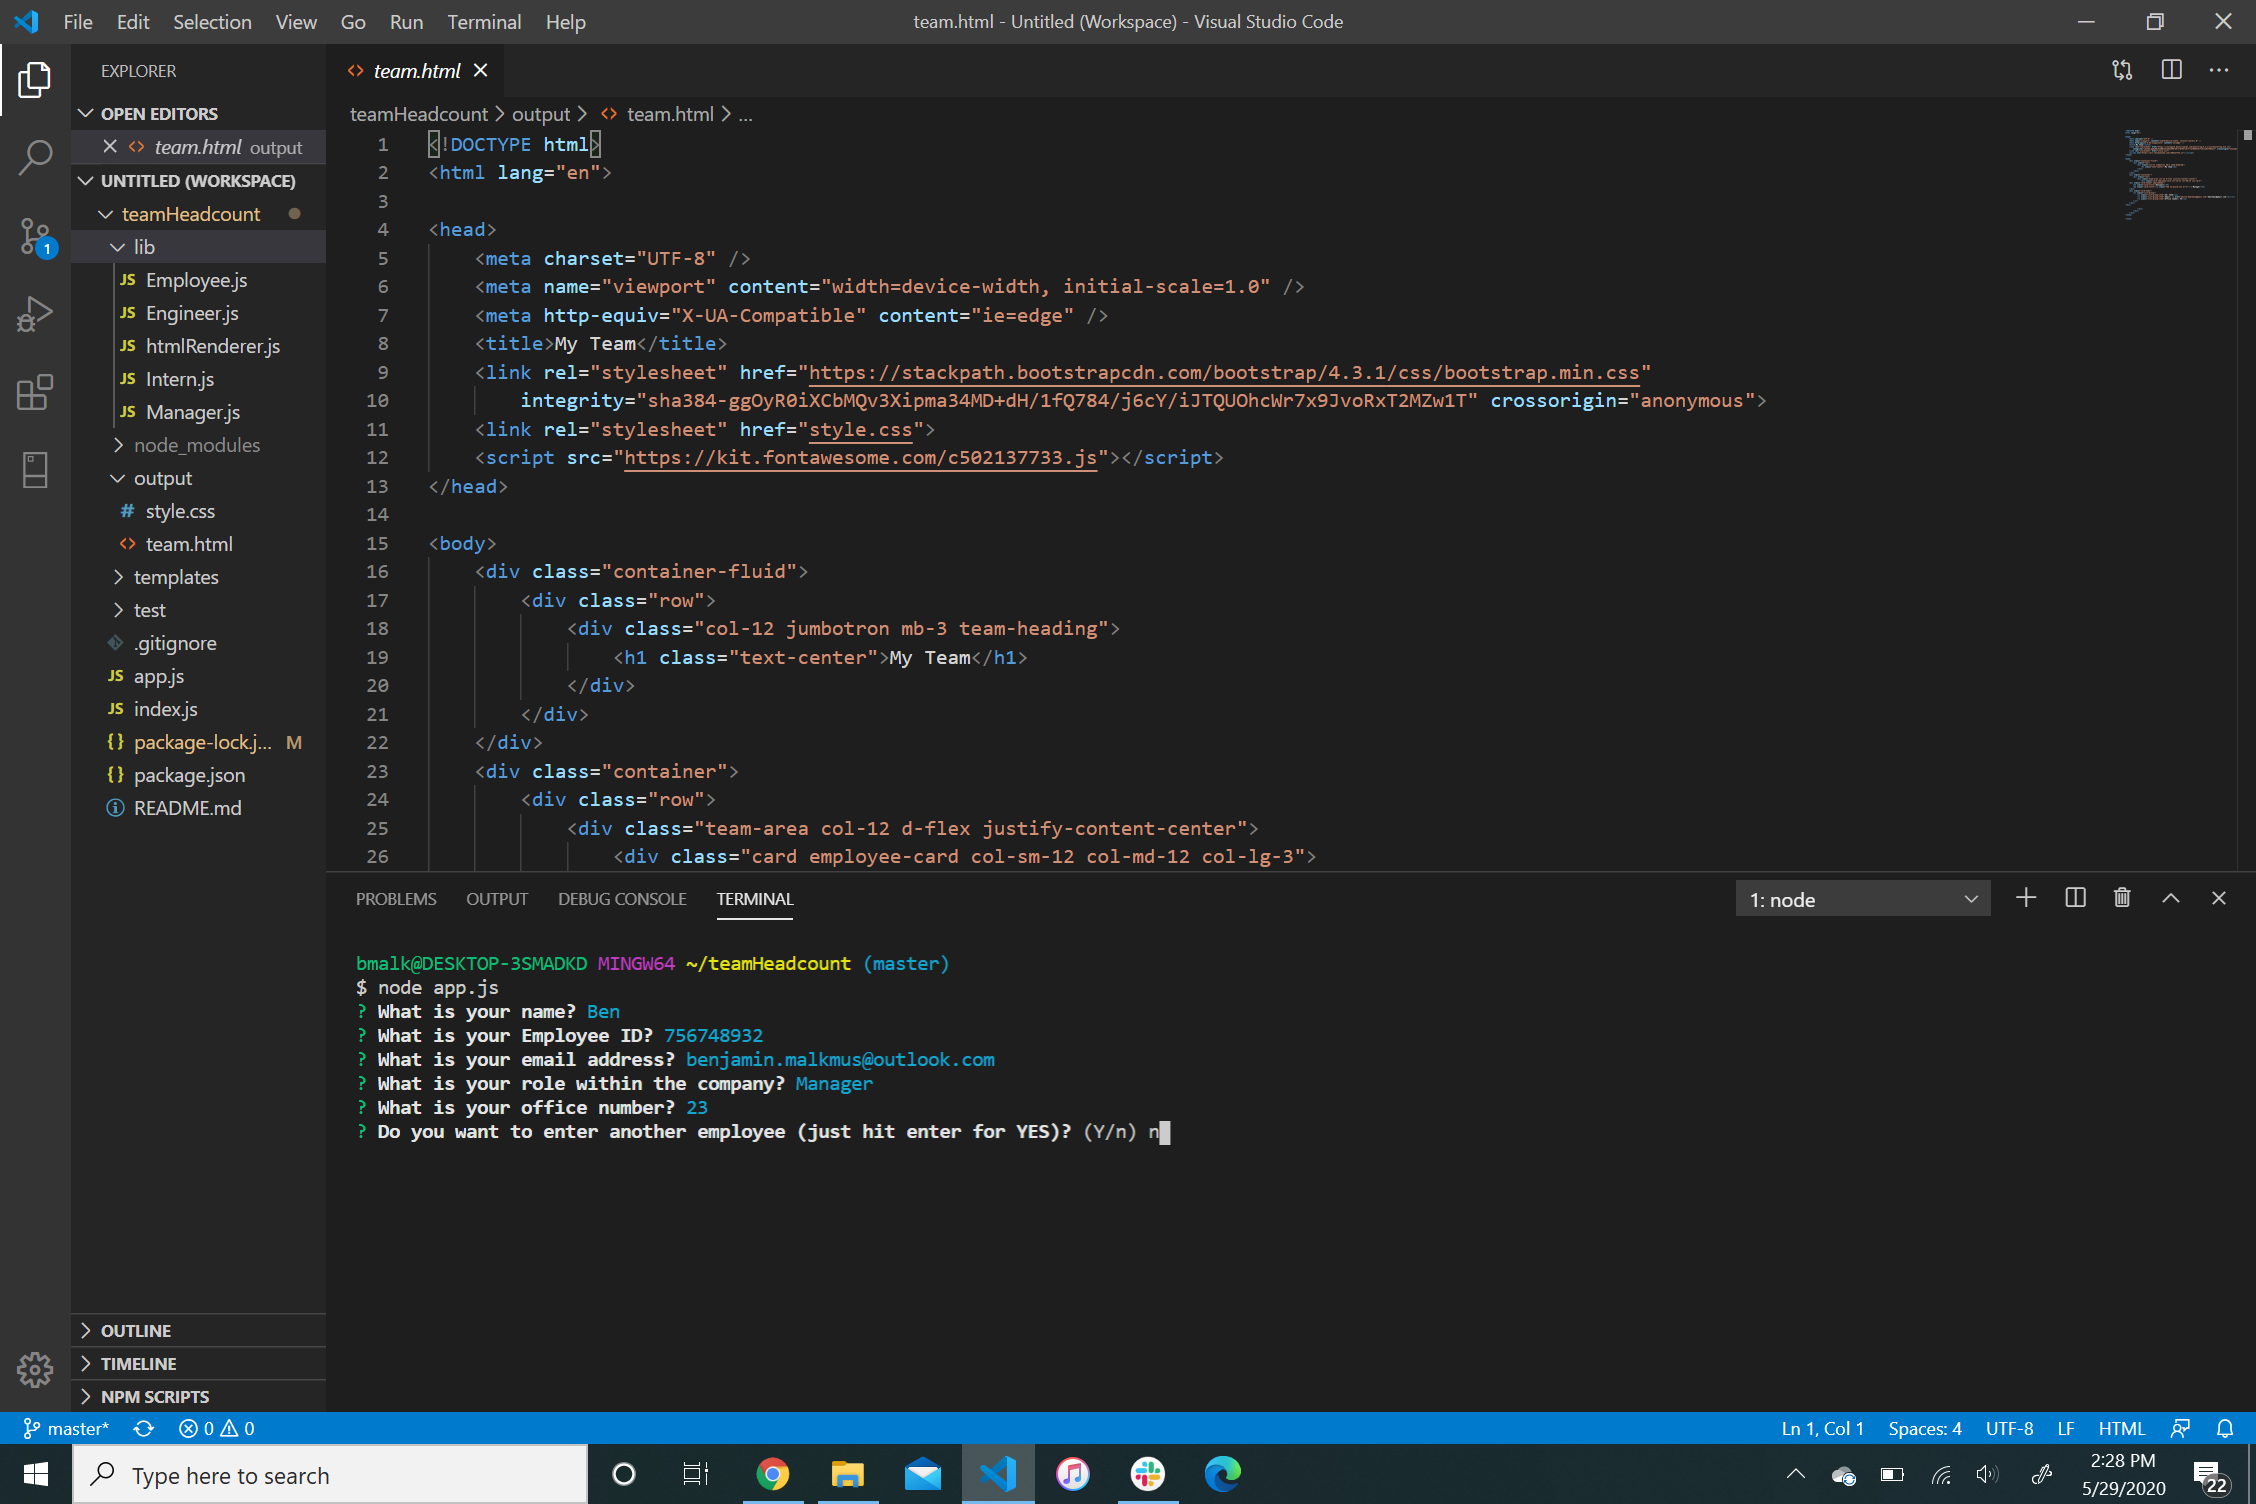 File Edit Selection View Go Run Terminal Help team.html - Untitled (Workspace) - Visual Studio Code
EXPLORER
OPEN EDITORS
team.html output
UNTITLED (WORKSPACE)
teamHeadcount
lib
JS Employee.js
JS Engineer.js
JS htmlRenderer.js
JS Intern.js
JS Manager.js
node_modules
output
# style.css
<> team.html
templates
test
.gitignore
JS app.js
JS index.js
{} package-lock.j... M
{} package.json
README.md
OUTLINE
TIMELINE
NPM SCRIPTS
1
<> team.html
teamHeadcount > output > <> team.html > ...
1 <!DOCTYPE html>
2 <html lang="en">
3
4 <head>
5 <meta charset="UTF-8" />
6 <meta name="viewport" content="width=device-width, initial-scale=1.0" />
7 <meta http-equiv="X-UA-Compatible" content="ie=edge" />
8 <title>My Team</title>
9 <link rel="stylesheet" href="https://stackpath.bootstrapcdn.com/bootstrap/4.3.1/css/bootstrap.min.css"
10 integrity="sha384-ggOyR0iXCbMQv3Xipma34MD+dH/1fQ784/j6cY/iJTQUOhcWr7x9JvoRxT2MZw1T" crossorigin="anonymous">
11 <link rel="stylesheet" href="style.css">
12 <script src="https://kit.fontawesome.com/c502137733.js"></script>
13 </head>
14
15 <body>
16 <div class="container-fluid">
17 <div class="row">
18 <div class="col-12 jumbotron mb-3 team-heading">
19 <h1 class="text-center">My Team</h1>
20 </div>
21 </div>
22 </div>
23 <div class="container">
24 <div class="row">
25 <div class="team-area col-12 d-flex justify-content-center">
26 <div class="card employee-card col-sm-12 col-md-12 col-lg-3">
PROBLEMS OUTPUT DEBUG CONSOLE TERMINAL 1: node
bmalk@DESKTOP-3SMADKD MINGW64 ~/teamHeadcount (master)
$ node app.js
? What is your name? Ben
? What is your Employee ID? 756748932
? What is your email address? benjamin.malkmus@outlook.com
? What is your role within the company? Manager
? What is your office number? 23
? Do you want to enter another employee (just hit enter for YES)? (Y/n) n
master* 0 0 Ln 1, Col 1 Spaces: 4 UTF-8 LF HTML
Type here to search
2:28 PM
5/29/2020
22